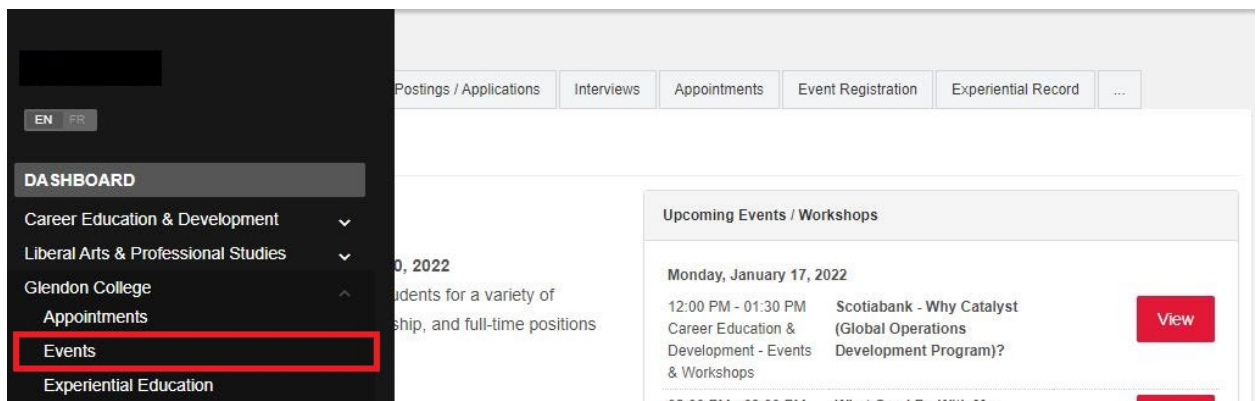 Postings / Applications
Interviews
Appointments
Event Registration
Experiential Record
...
EN FR
DASHBOARD
Career Education & Development
Liberal Arts & Professional Studies
Glendon College
Appointments
Events
Experiential Education
0, 2022
udents for a variety of
ship, and full-time positions
Upcoming Events / Workshops
Monday, January 17, 2022
12:00 PM - 01:30 PM
Career Education &
Development - Events
& Workshops
Scotiabank - Why Catalyst
(Global Operations
Development Program)?
View